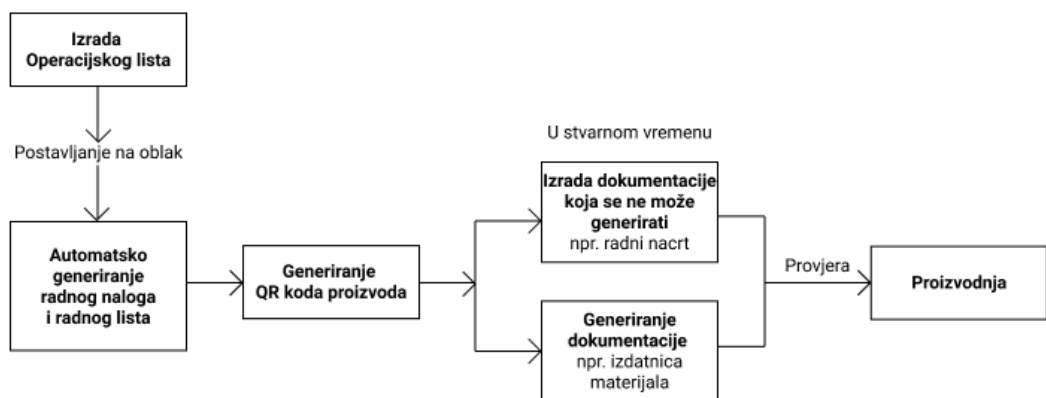 Izrada
Operacijskog lista
Postavljanje na oblak
Automatsko
generiranje
radnog naloga
i radnog lista
Generiranje
QR koda proizvoda
U stvarnom vremenu
Izrada dokumentacije
koja se ne može
generirati
npr. radni nacrt
Generiranje
dokumentacije
npr. izdatnica
materijala
Provjera
Proizvodnja